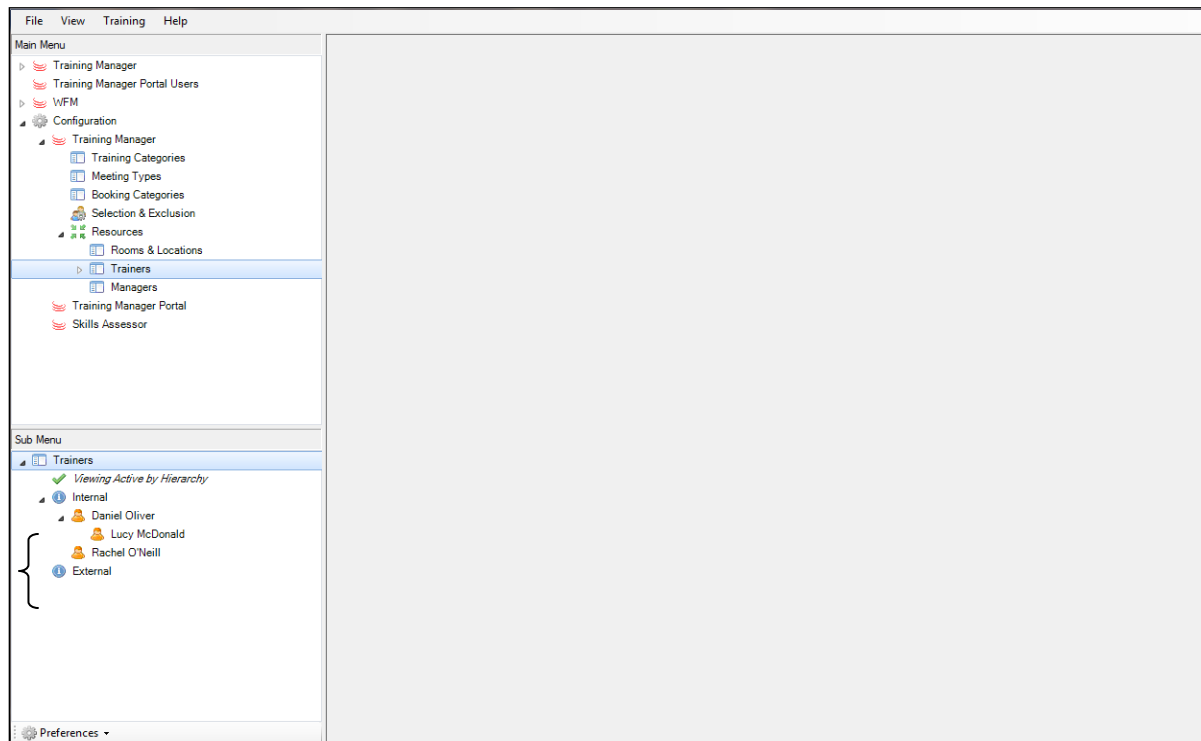 File View Training Help
Main Menu
Training Manager
Training Manager Portal Users
WFM
Configuration
Training Manager
Training Categories
Meeting Types
Booking Categories
Selection & Exclusion
Resources
Rooms & Locations
Trainers
Managers
Training Manager Portal
Skills Assessor
Sub Menu
Trainers
Viewing Active by Hierarchy
Internal
Daniel Oliver
Lucy McDonald
Rachel O'Neill
External
Preferences